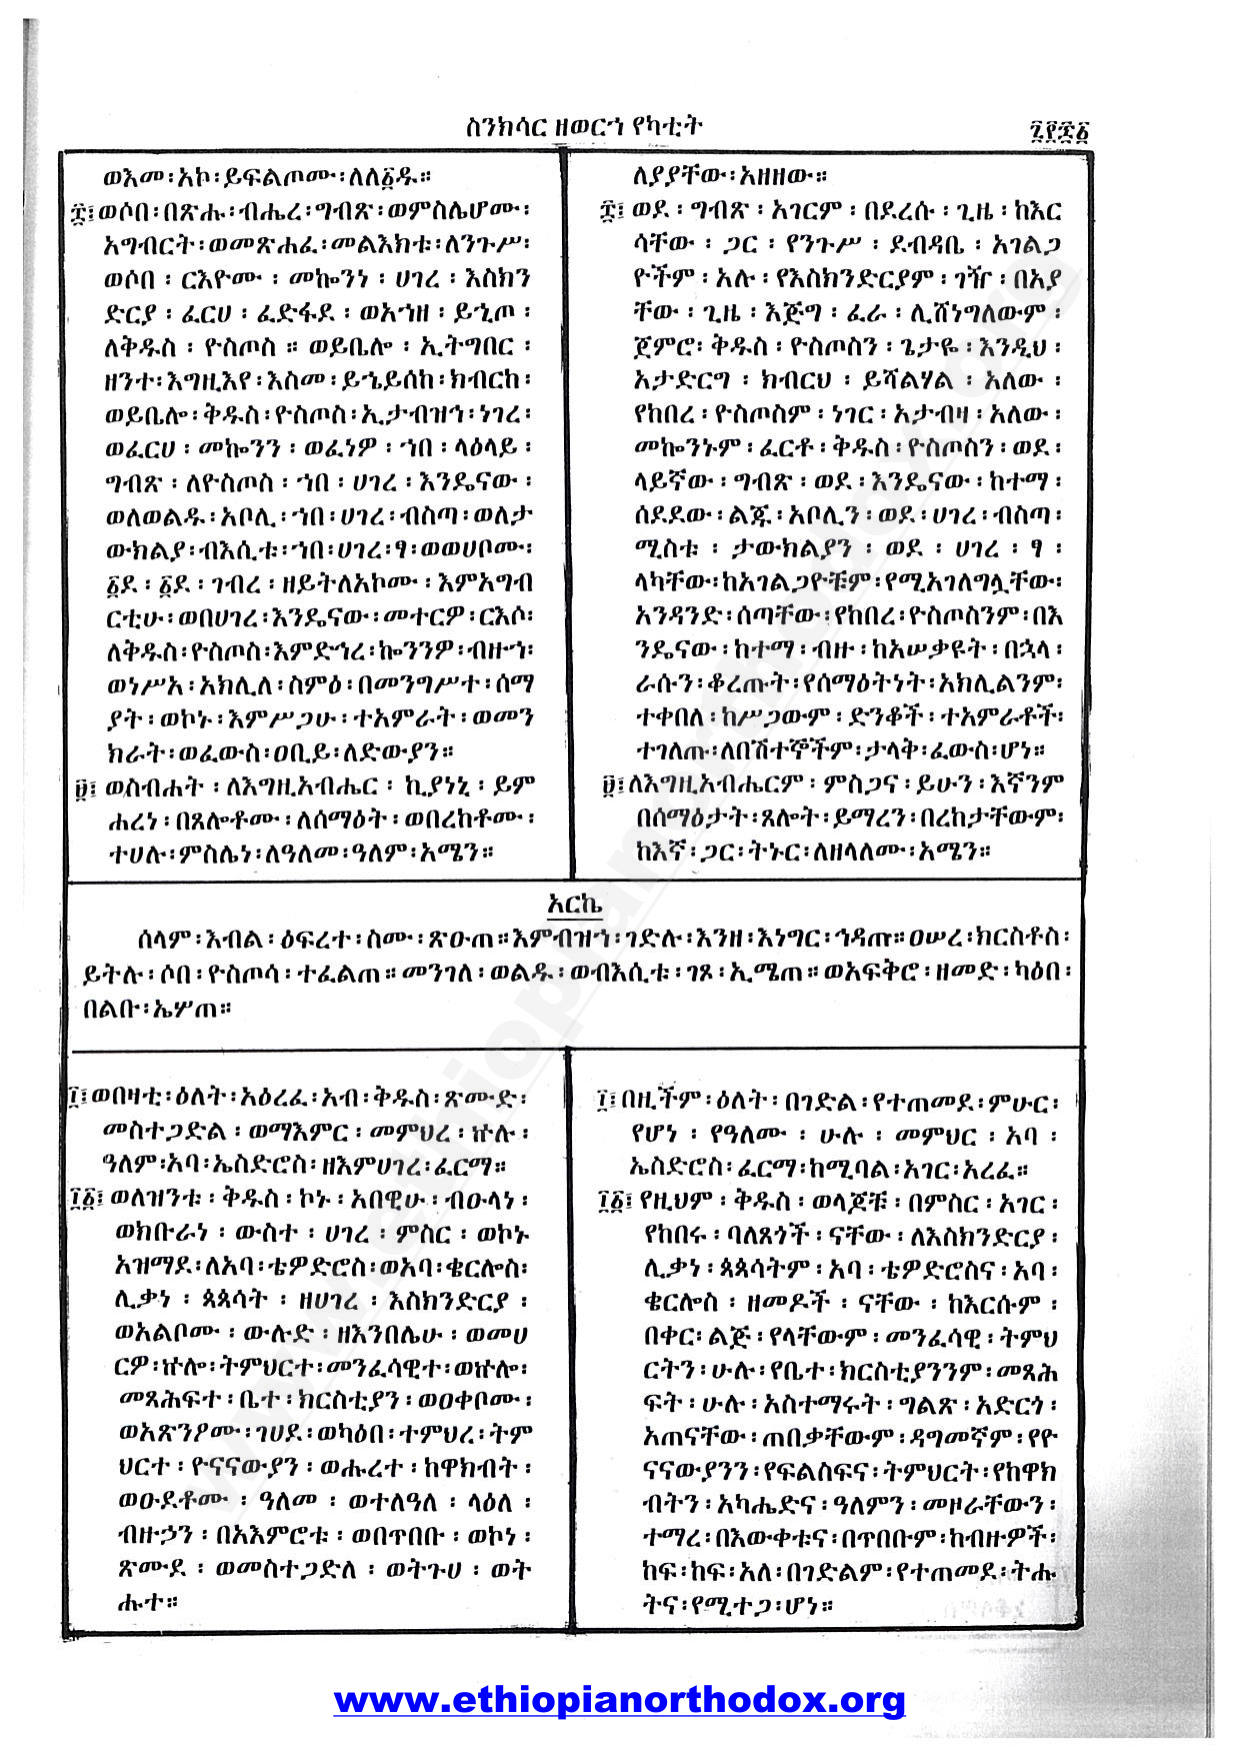 ስንክሳር ዘወርኀ የካቲት
ወእመ፡አኮ፡ይፍልጦሙ፡ለለ፩ዱ።
፰፤ወሶበ፡በጽሑ፡ብሔረ፡ግብጽ፡ወምስሌሆሙ፡
አግብርት፡ወመጽሐፈ፡መልእክቱ፡ለንጉሥ፡
ወሶበ፡ርእዮሙ፡መኰንነ፡ሀገረ፡እስክን
ድርያ፡ፈርሀ፡ፈድፋደ፡ወአኀዘ፡ይኂጦ፡
ለቅዱስ፡ዮስጦስ።ወይቤሎ፡ኢትግበር፡
ዘንተ፡እግዚእየ፡እስመ፡ይኄይሰከ፡ክብርከ፡
ወይቤሎ፡ቅዱስ፡ዮስጦስ፡ኢታብዝኅ፡ነገረ፡
ወፈርሀ፡መኰንን፡ወፈነዎ፡ኀበ፡ላዕላይ፡
ግብጽ፡ለዮስጦስ፡ኀበ፡ሀገረ፡እንዴናው፡
ወለወልዱ፡አቦሊ፡ኀበ፡ሀገረ፡ብስጣ፡ወለታ
ውክልያ፡ብእሲቱ፡ኀበ፡ሀገረ፡ፃ፡ወወሀቦሙ፡
፩ደ፡፩ደ፡ገብረ፡ዘይትለአኮሙ፡እምአግብ
ርቲሁ፡ወበሀገረ፡እንዴናው፡መተርዎ፡ርእሶ፡
ለቅዱስ፡ዮስጦስ፡እምድኅረ፡ኰንንዎ፡ብዙኀ፡
ወነሥአ፡አክሊለ፡ስምዕ፡በመንግሥተ፡ሰማ
ያት፡ወኮኑ፡እምሥጋሁ፡ተአምራት፡ወመን
ክራት፡ወፈውስ፡ዐቢይ፡ለድውያን።
፱፤ ወስብሐት፡ለእግዚአብሔር፡ኪያነኒ፡ይም
ሐረነ፡በጸሎቶሙ፡ለሰማዕት፡ወበረከቶሙ፡
ተሀሉ፡ምስሌነ፡ለዓለመ፡ዓለም፡አሜን።
ለያያቸው፡አዘዘው።
፰፤ ወደ፡ግብጽ፡አገርም፡በደረሱ፡ጊዜ፡ከእር
ሳቸው፡ጋር፡የንጉሥ፡ደብዳቤ፡አገልጋ
ዮችም፡አሉ፡የእስክንድርያም፡ገዥ፡በአያ
ቸው፡ጊዜ፡እጅግ፡ፈራ፡ሊሸነግለውም፡
ጀምሮ፡ቅዱስ፡ዮስጦስን፡ጌታዬ፡እንዲህ፡
አታድርግ፡ክብርህ፡ይሻልሃል፡አለው፡
የከበረ፡ዮስጦስም፡ነገር፡አታብዛ፡አለው፡
መኰንኑም፡ፈርቶ፡ቅዱስ፡ዮስጦስን፡ወደ፡
ላይኛው፡ግብጽ፡ወደ፡እንዴናው፡ከተማ፡
ሰደደው፡ልጁ፡አቦሊን፡ወደ፡ሀገረ፡ብስጣ፡
ሚስቱ፡ታውክልያን፡ወደ፡ሀገረ፡ፃ፡
ላካቸው፡ከአገልጋዮቹም፡የሚአገለግሏቸው፡
አንዳንድ፡ሰጣቸው፡የከበረ፡ዮስጦስንም፡በእ
ንዴናው፡ከተማ፡ብዙ፡ከአሠቃዩት፡በኋላ፡
ራሱን፡ቆረጡት፡የሰማዕትነት፡አክሊልንም፡
ተቀበለ፡ከሥጋውም፡ድንቆች፡ተአምራቶች፡
ተገለጡ፡ለበሽተኞችም፡ታላቅ፡ፈውስ፡ሆነ።
፱፤ለእግዚአብሔርም፡ምስጋና፡ይሁን፡እኛንም
በሰማዕታት፡ጸሎት፡ይማረን፡በረከታቸውም፡
ከእኛ፡ጋር፡ትኑር፡ለዘላለሙ፡አሜን።
አርኬ
ሰላም፡እብል፡ዕፍረተ፡ስሙ፡ጽዑጠ።እምብዝኀ፡ገድሉ፡እንዘ፡እነግር፡ኅዳጠ።ዐሠረ፡ክርስቶስ፡
ይትሉ፡ሶበ፡ዮስጦሳ፡ተፈልጠ።መንገለ፡ወልዱ፡ወብእሲቱ፡ገጾ፡ኢሜጠ።ወአፍቅሮ፡ዘመድ፡ካዕበ፡
በልቡ፡ኤሦጠ።
፲፤ወበዛቲ፡ዕለት፡አዕረፈ፡አብ፡ቅዱስ፡ጽሙድ፡
መስተጋድል፡ወማእምር፡መምህረ፡ኵሉ፡
ዓለም፡አባ፡ኤስድሮስ፡ዘእምሀገረ፡ፈርማ።
፲፩፤ ወለዝንቱ፡ቅዱስ፡ኮኑ፡አበዊሁ፡ብዑላነ፡
ወክቡራነ፡ውስተ፡ሀገረ፡ምስር፡ወኮኑ
አዝማደ፡ለአባ፡ቴዎድሮስ፡ወአባ፡ቄርሎስ፡
ሊቃነ፡ጳጳሳት፡ዘሀገረ፡እስክንድርያ፡
ወአልቦሙ፡ውሉድ፡ዘእንበሌሁ፡ወመሀ
ርዎ፡ኵሎ፡ትምህርተ፡መንፈሳዊተ፡ወኵሎ፡
መጻሕፍተ፡ቤተ፡ክርስቲያን፡ወዐቀቦሙ፡
ወአጽንዖሙ፡ገሀደ፡ወካዕበ፡ተምህረ፡ትም
ህርተ፡ዮናናውያን፡ወሑረተ፡ከዋክብት፡
ወዑደቶሙ፡ዓለመ፡ወተለዓለ፡ላዕለ፡
ብዙኃን፡በአእምሮቱ፡ወበጥበቡ፡ወኮነ፡
ጽሙደ፡ወመስተጋድለ፡ወትጉሀ፡ወት
ሑተ።
፲፤በዚችም፡ዕለት፡በገድል፡የተጠመደ፡ምሁር፡
የሆነ፡የዓለሙ፡ሁሉ፡መምህር፡አባ፡
ኤስድሮስ፡ፈርማ፡ከሚባል፡አገር፡አረፈ።
፲፩፤ የዚህም፡ቅዱስ፡ወላጆቹ፡በምስር፡አገር፡
የከበሩ፡ባለጸጎች፡ናቸው፡ለእስክንድርያ፡
ሊቃነ፡ጳጳሳትም፡አባ፡ቴዎድሮስና፡አባ፡
ቄርሎስ፡ዘመዶች፡ናቸው፡ከእርሱም፡
በቀር፡ልጅ፡የላቸውም፡መንፈሳዊ፡ትምህ
ርትን፡ሁሉ፡የቤተ፡ክርስቲያንንም፡መጻሕ
ፍት፡ሁሉ፡አስተማሩት፡ግልጽ፡አድርጎ፡
አጠናቸው፡ጠበቃቸውም፡ዳግመኛም፡የዮ
ናናውያንን፡የፍልስፍና፡ትምህርት፡የከዋክ
ብትን፡አካሔድና፡ዓለምን፡መዞራቸውን፡
ተማረ፡በእውቀቱና፡በጥበቡም፡ከብዙዎች፡
ከፍ፡ከፍ፡አለ፡በገድልም፡የተጠመደ፡ትሑ
ትና፡የሚተጋ፡ሆነ።
www.ethiopianorthodox.org